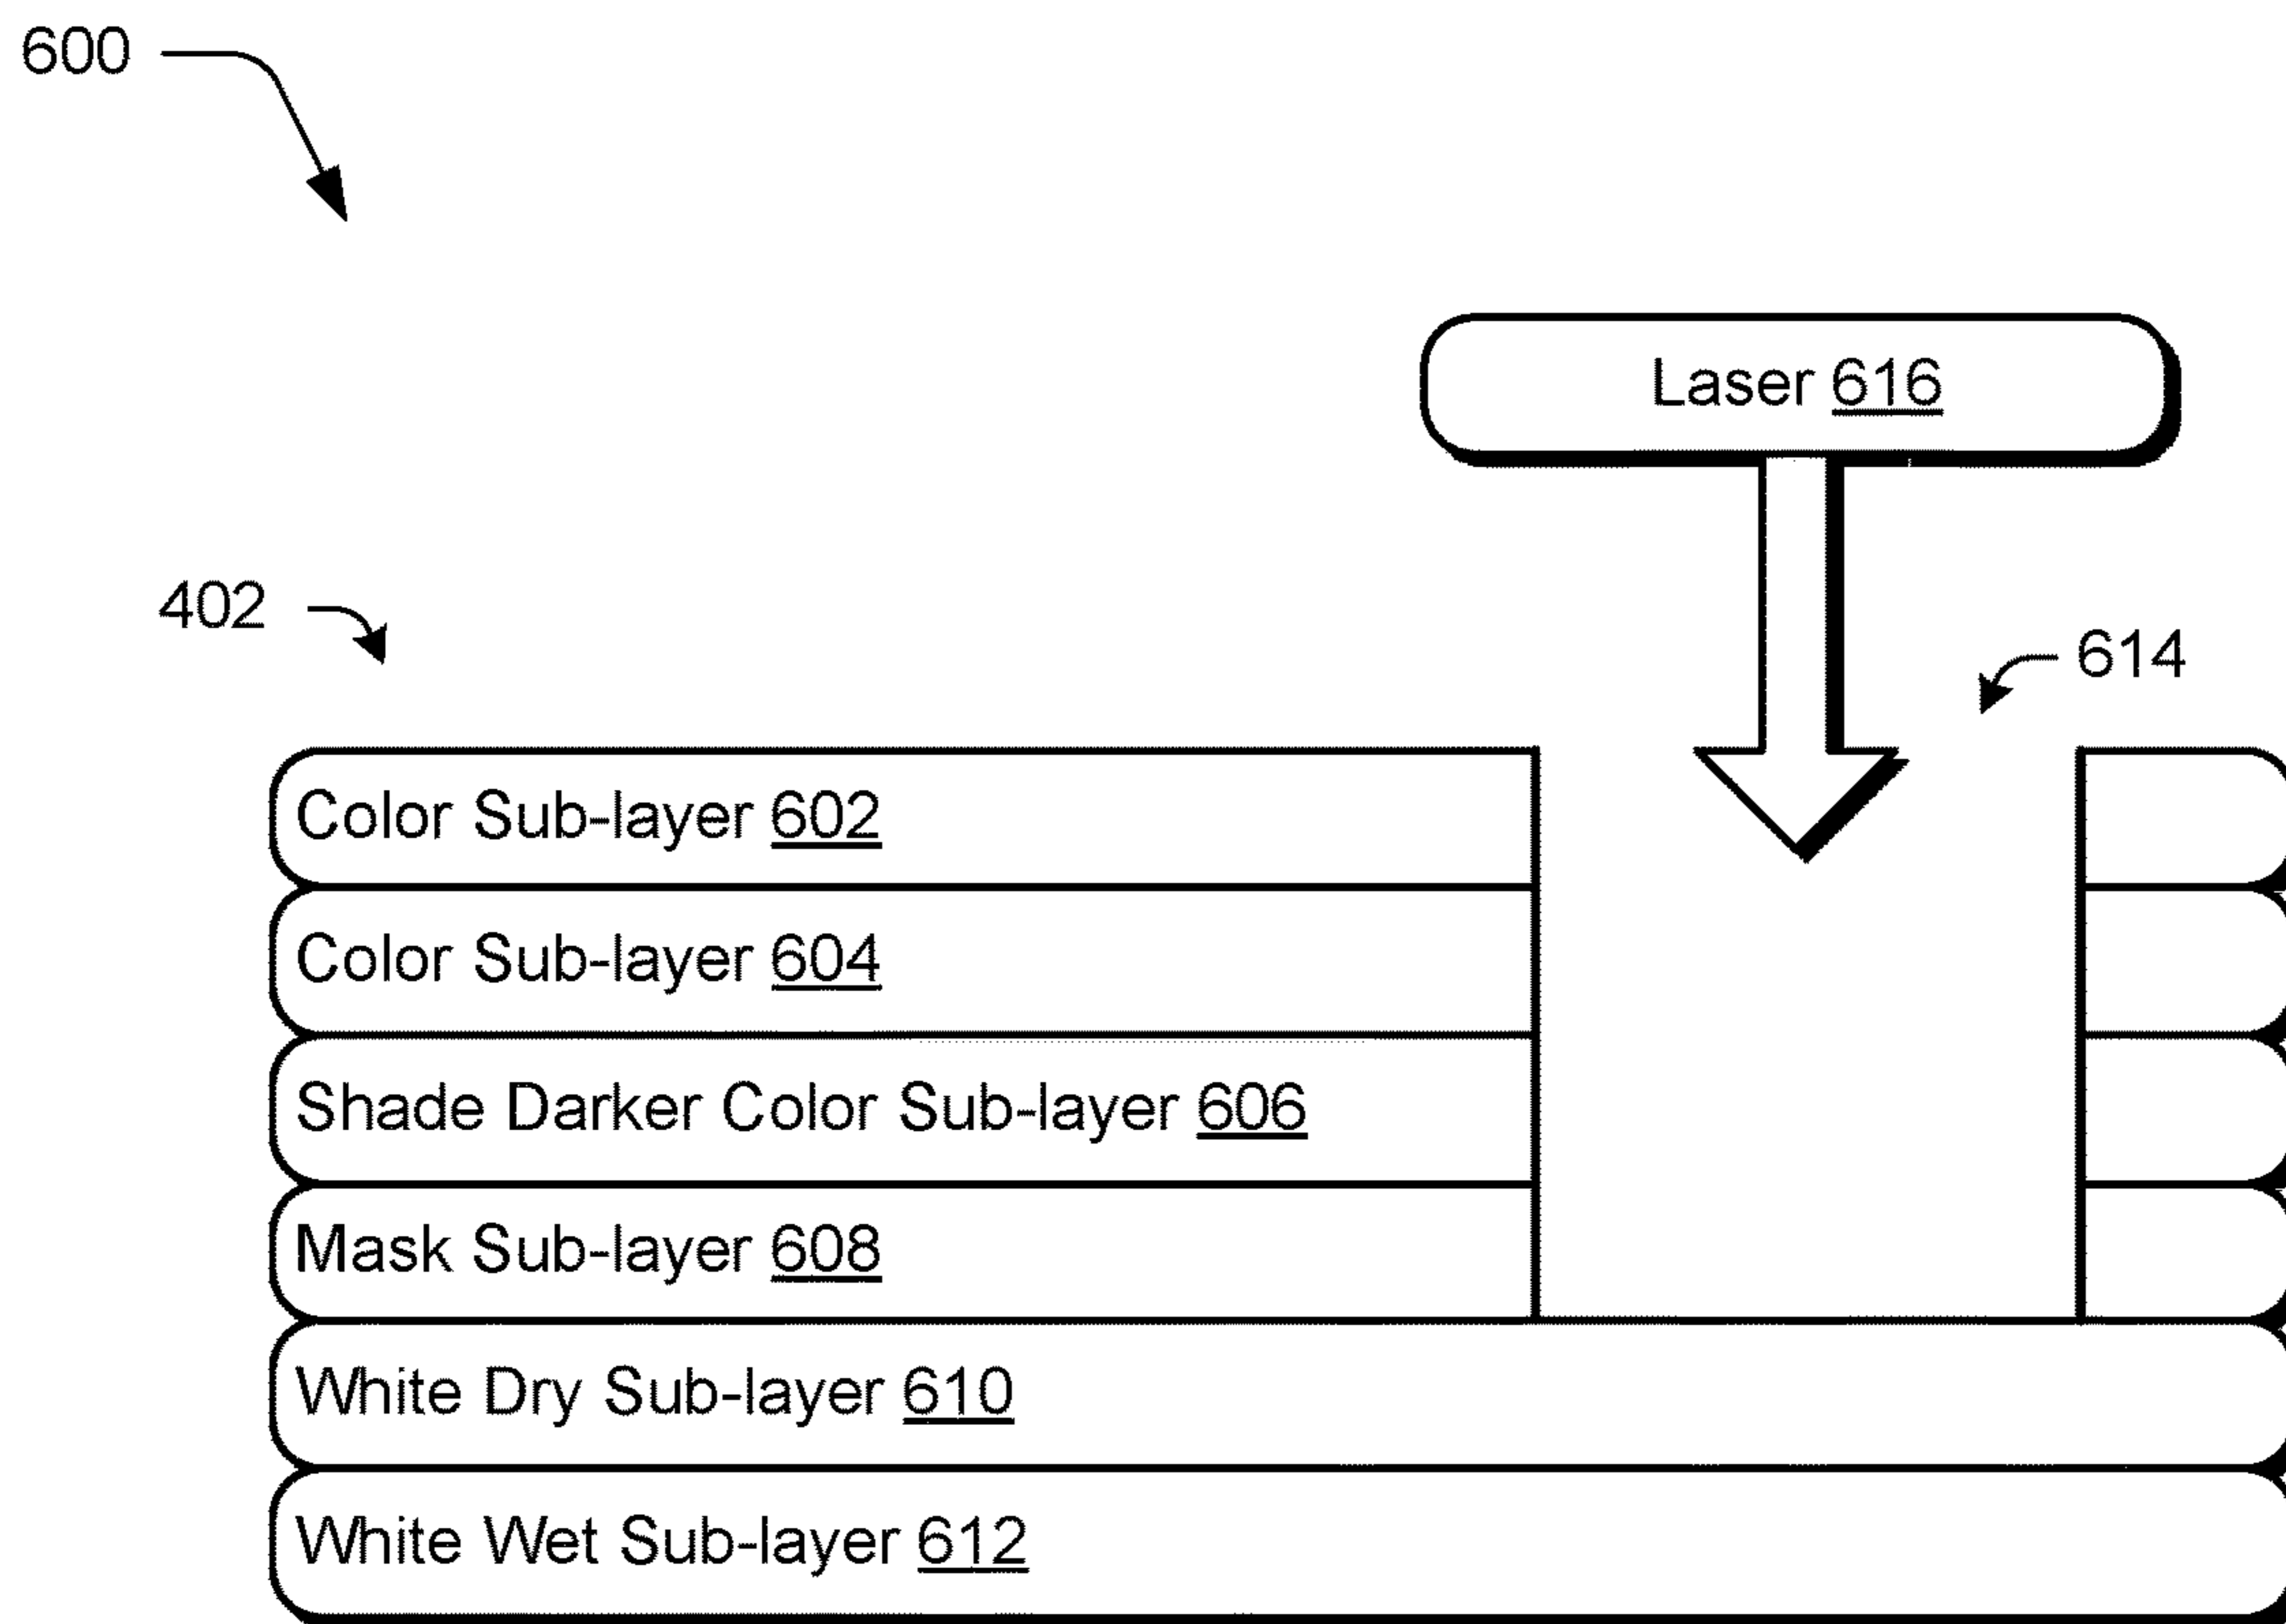 600
Laser 616
402
614
Color Sub-layer 602
Color Sub-layer 604
Shade Darker Color Sub-layer 606
Mask Sub-layer 608
White Dry Sub-layer 610
White Wet Sub-layer 612